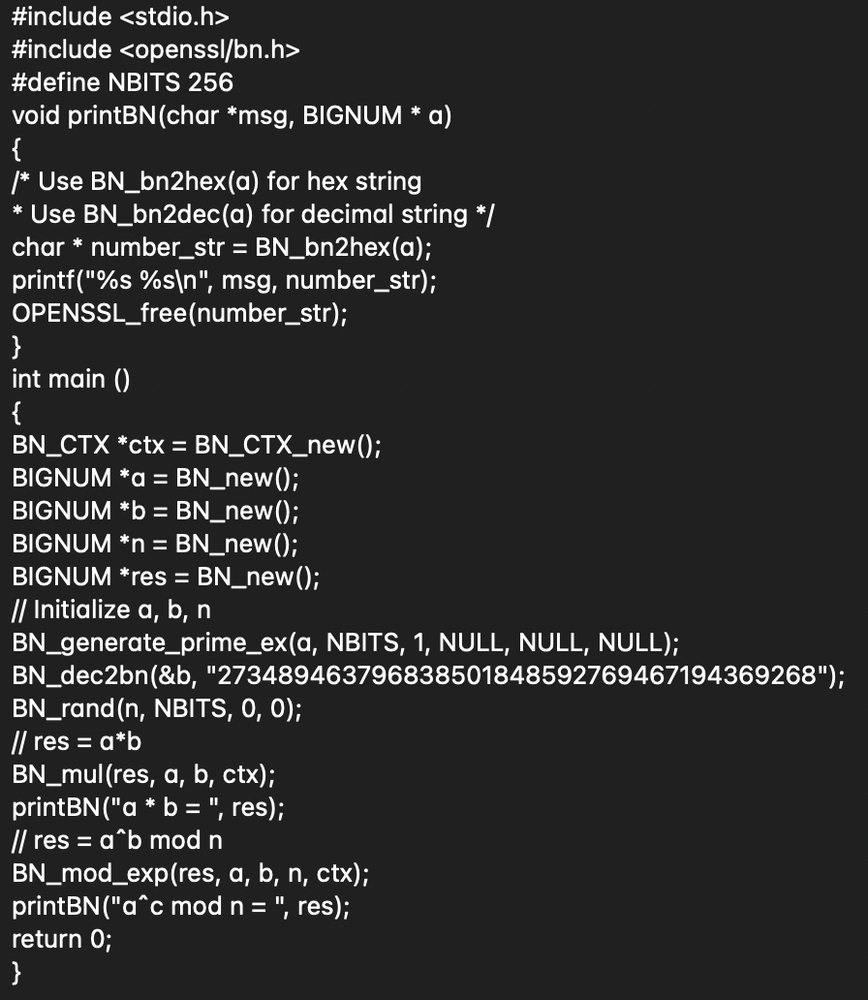 #include <stdio.h>
#include <openssl/bn.h>
#define NBITS 256
void printBN(char *msg, BIGNUM * a)
{
/* Use BN_bn2hex(a) for hex string
* Use BN_bn2dec(a) for decimal string */
char * number_str = BN_bn2hex(a);
printf("%s %s\n", msg, number_str);
OPENSSL_free(number_str);
}
int main ()
{
BN_CTX *ctx = BN_CTX_new();
BIGNUM *a = BN_new();
BIGNUM *b = BN_new();
BIGNUM *n = BN_new();
BIGNUM *res = BN_new();
// Initialize a, b, n
BN_generate_prime_ex(a, NBITS, 1, NULL, NULL, NULL);
BN_dec2bn(&b, "273489463796838501848592769467194369268");
BN_rand(n, NBITS, 0, 0);
// res = a*b
BN_mul(res, a, b, ctx);
printBN("a * b = ", res);
// res = a^b mod n
BN_mod_exp(res, a, b, n, ctx);
printBN("a^c mod n = ", res);
return 0;
}